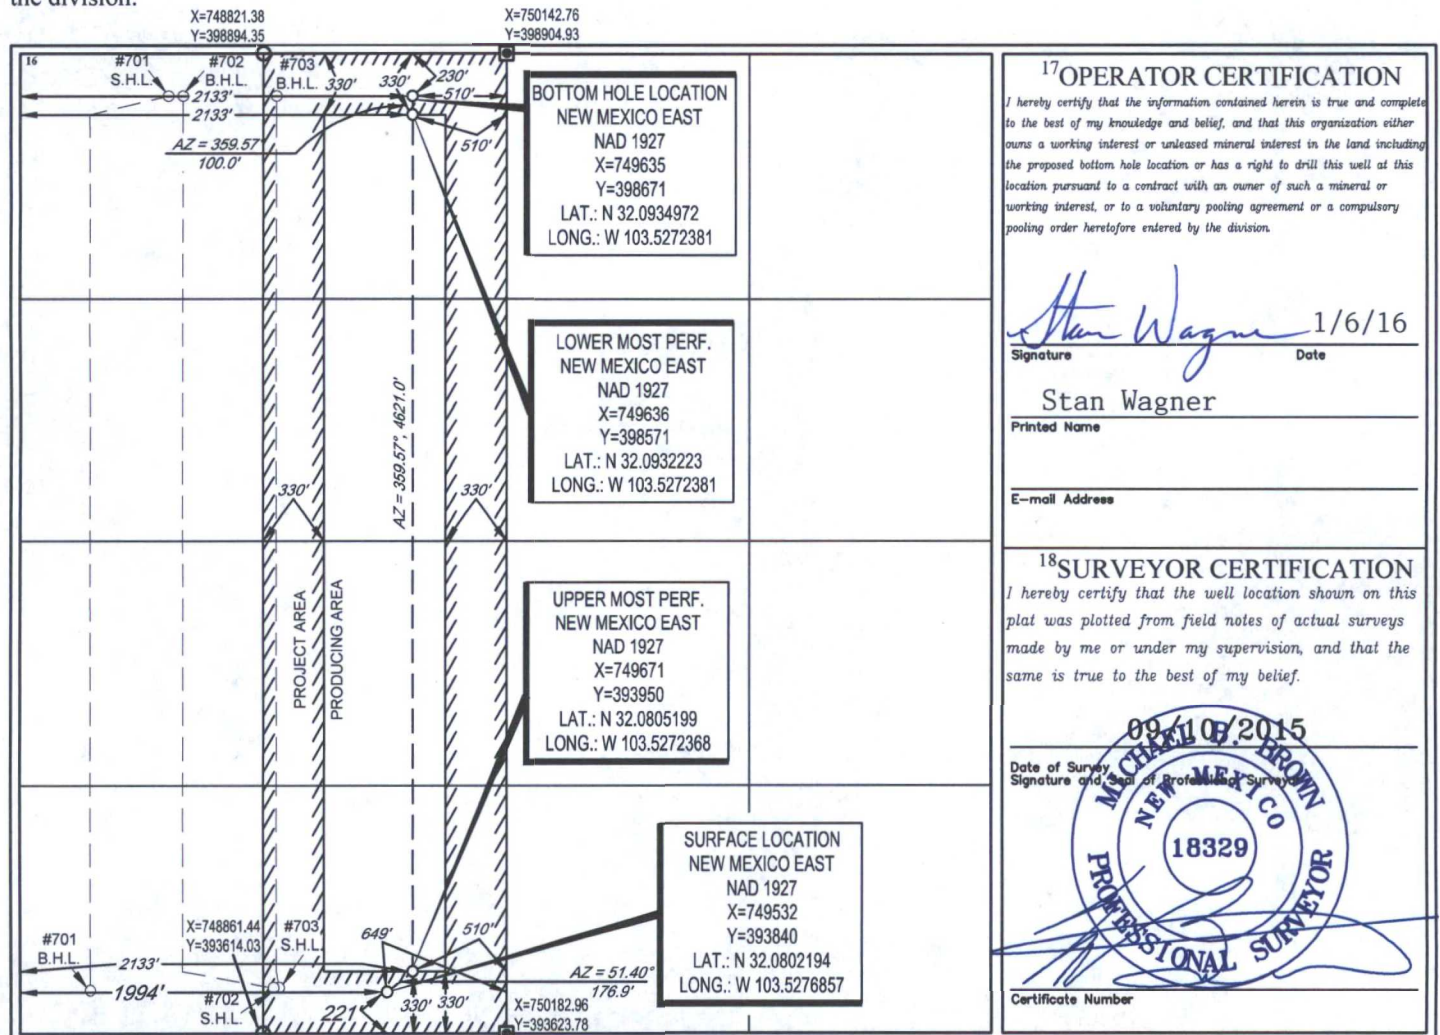 the division.
X=748821.38
Y=398894.35
X=750142.76
Y=398904.93
16
#701
S.H.L.
#702
B.H.L.
#703
B.H.L.
330'
330'
230'
510'
2133'
2133'
510'
AZ = 359.57°
100.0'
BOTTOM HOLE LOCATION
NEW MEXICO EAST
NAD 1927
X=749635
Y=398671
LAT.: N 32.0934972
LONG.: W 103.5272381
LOWER MOST PERF.
NEW MEXICO EAST
NAD 1927
X=749636
Y=398571
LAT.: N 32.0932223
LONG.: W 103.5272381
AZ = 359.57°, 4621.0'
330'
330'
PROJECT AREA
PRODUCING AREA
UPPER MOST PERF.
NEW MEXICO EAST
NAD 1927
X=749671
Y=393950
LAT.: N 32.0805199
LONG.: W 103.5272368
SURFACE LOCATION
NEW MEXICO EAST
NAD 1927
X=749532
Y=393840
LAT.: N 32.0802194
LONG.: W 103.5276857
X=748861.44
Y=393614.03
#703
S.H.L.
649'
510'
#701
B.H.L.
2133'
1994'
#702
S.H.L.
221'
330'
330'
AZ = 51.40°
176.9'
X=750182.96
Y=393623.78
17 OPERATOR CERTIFICATION
I hereby certify that the information contained herein is true and complete
to the best of my knowledge and belief, and that this organization either
owns a working interest or unleased mineral interest in the land including
the proposed bottom hole location or has a right to drill this well at this
location pursuant to a contract with an owner of such a mineral or
working interest, or to a voluntary pooling agreement or a compulsory
pooling order heretofore entered by the division.
Stan Wagner 1/6/16
Signature Date
Stan Wagner
Printed Name
E-mail Address
18 SURVEYOR CERTIFICATION
I hereby certify that the well location shown on this
plat was plotted from field notes of actual surveys
made by me or under my supervision, and that the
same is true to the best of my belief.
09/10/2015
Date of Survey
Signature and Seal of Professional Surveyor
MICHAEL B. BROWN
NEW MEXICO
18329
PROFESSIONAL SURVEYOR
Certificate Number